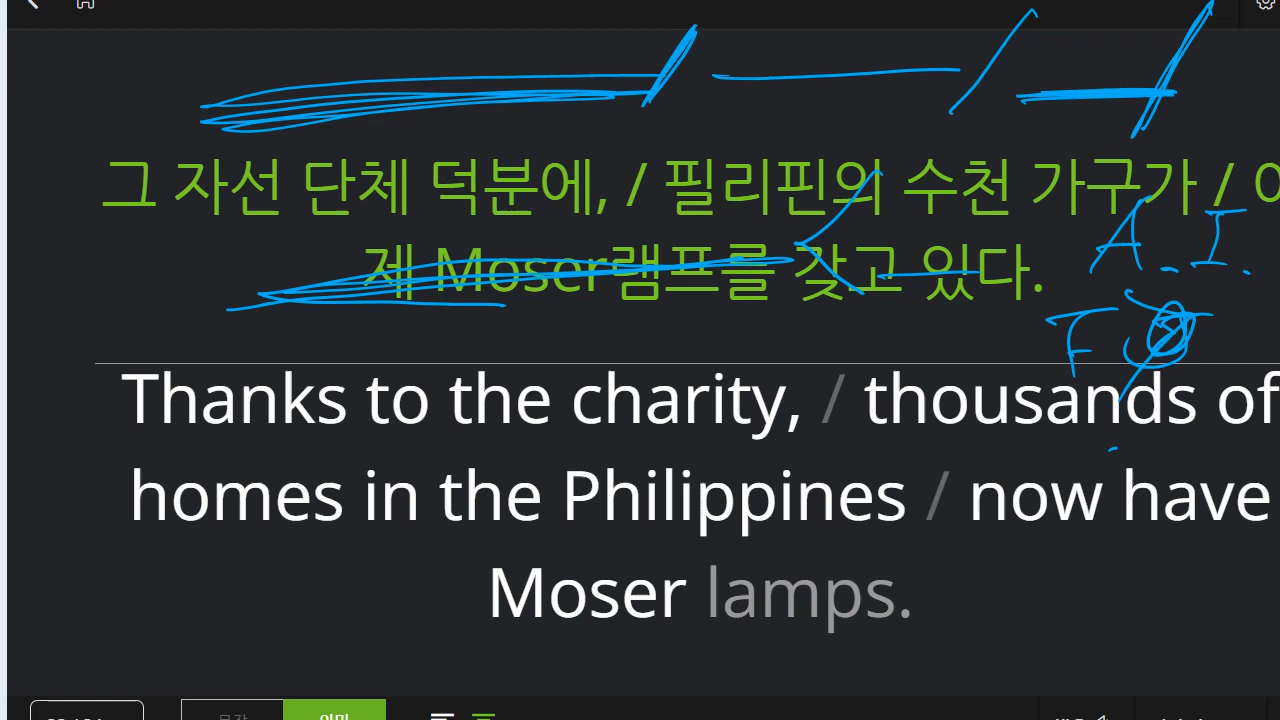 그 자선 단체 덕분에, / 필리핀의 수천 가구가 / 이
제 Moser램프를 갖고 있다.
A. I.
Thanks to the charity, / thousands of
homes in the Philippines / now have
Moser lamps.